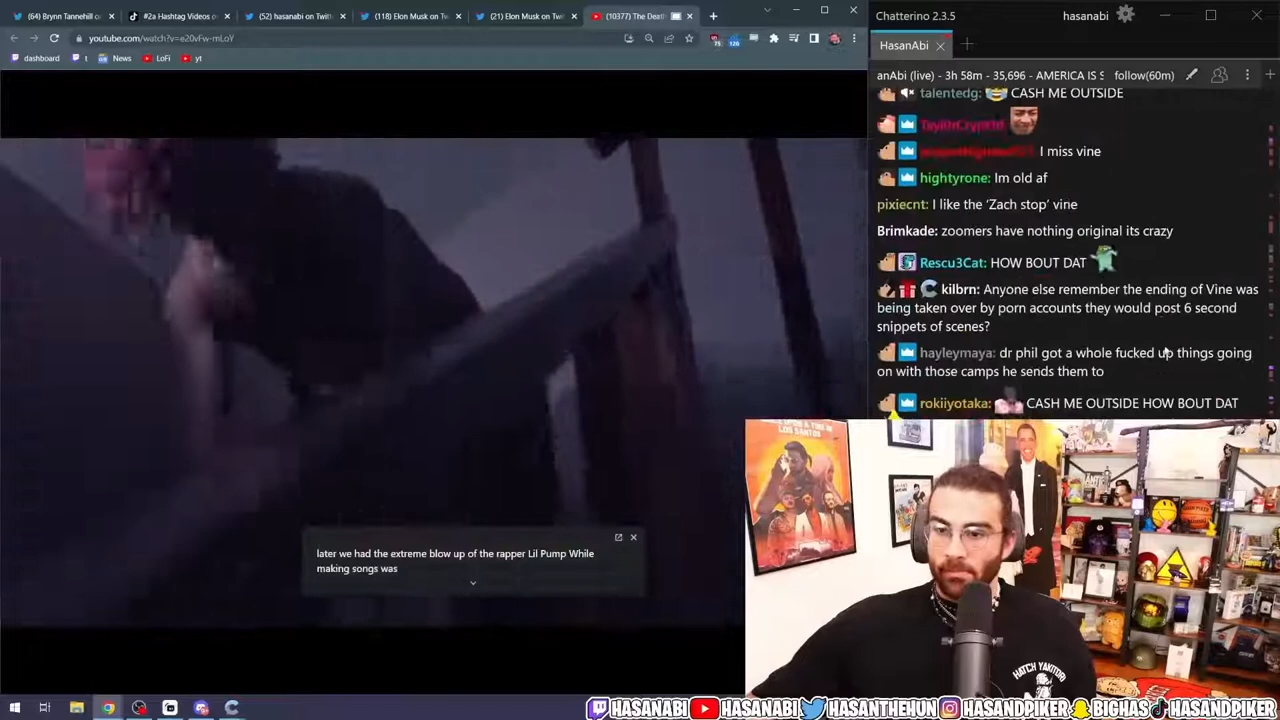 (64) Brynn Tannehill c
#2a Hashtag Videos o
(52) hasanabi on Twit
(118) Elon Musk on Tw
(21) Elon Musk on Tw
(10377) The Death
youtube.com/watch?v=e20vFw-mLoY
dashboard
t
News
LoFi
yt
later we had the extreme blow up of the rapper Lil Pump While
making songs was
Chatterino 2.3.5
hasanabi
HasanAbi
anAbi (live) - 3h 58m - 35,696 - AMERICA IS S
follow(60m)
talentedg: CASH ME OUTSIDE
I miss vine
hightyrone: Im old af
pixiecnt: I like the ‘Zach stop’ vine
Brimkade: zoomers have nothing original its crazy
Rescu3Cat: HOW BOUT DAT
kilbrn: Anyone else remember the ending of Vine was
being taken over by porn accounts they would post 6 second
snippets of scenes?
hayleymaya: dr phil got a whole fucked up things going
on with those camps he sends them to
rokiiyotaka: CASH ME OUTSIDE HOW BOUT DAT
LOS SANTOS
HATCH YAKITORI
HASANABI
HASANABI
HASANTHEHUN
HASANDPIKER
BIGHAS
HASANDPIKER